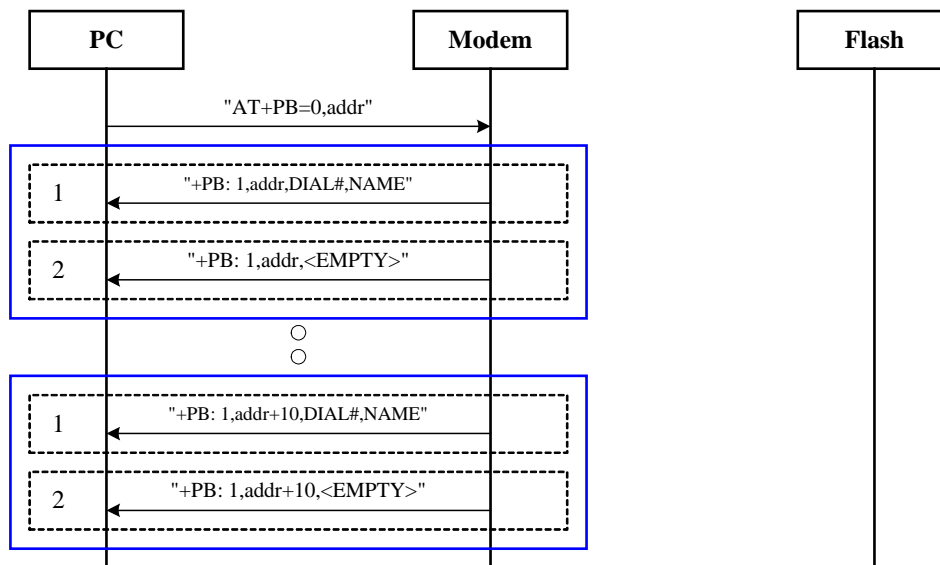 PC
Modem
Flash
"AT+PB=0,addr"
1
"+PB: 1,addr,DIAL#,NAME"
2
"+PB: 1,addr,<EMPTY>"
1
"+PB: 1,addr+10,DIAL#,NAME"
2
"+PB: 1,addr+10,<EMPTY>"